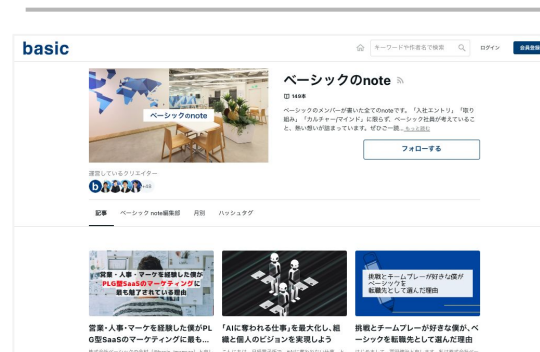 basic
キーワードや作者名で検索
ログイン
会員登録
ベーシックのnote
ベーシックのnote
149本
ベーシックのメンバーが書いた全てのnoteです。「入社エントリ」「取り
組み」「カルチャー/マインド」に限らず、ベーシック社員が考えているこ
と、熱い想いが詰まっています。ぜひご一読…もっと読む
フォローする
運営しているクリエイター
b
+46
記事 ベーシック note編集部 月別 ハッシュタグ
営業・人事・マーケを経験した僕が
PLG型SaaSのマーケティングに
最も魅了されている理由
挑戦とチームプレーが好きな僕が
ベーシックを
転職先として選んだ理由
営業・人事・マーケを経験した僕がPL
G型SaaSのマーケティングに最も…
「AIに奪われる仕事」を最大化し、組
織と個人のビジョンを実現しよう
挑戦とチームプレーが好きな僕が、ベ
ーシックを転職先として選んだ理由